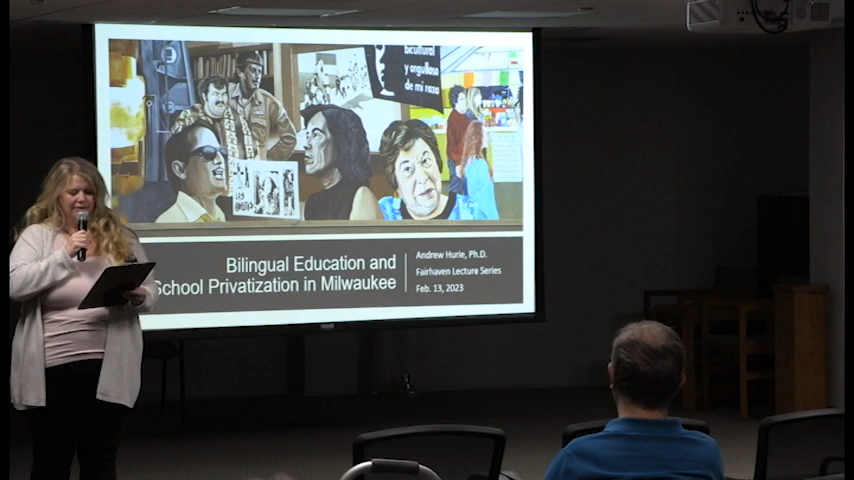 bicultural
y orgulloso
de mi raza
Bilingual Education and
School Privatization in Milwaukee
Andrew Hurie, Ph.D.
Fairhaven Lecture Series
Feb. 13, 2023